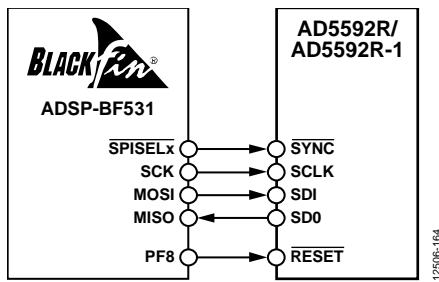 BLACKfin®
ADSP-BF531
AD5592R/
AD5592R-1
SPISELx SYNC
SCK SCLK
MOSI SDI
MISO SD0
PF8 RESET
12506-164